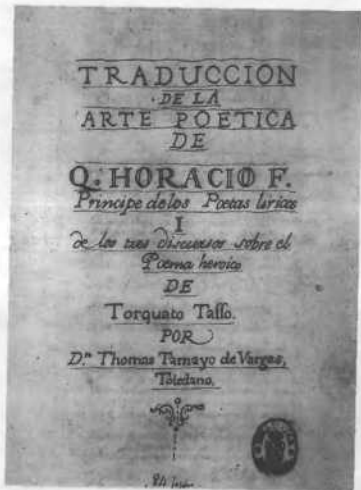 TRADUCCION
DE LA
ARTE POETICA
DE
Q. HORACIO F.
Principe de los Poetas liricos
I
de los tres discursos sobre el
Poema heroico
DE
Torquato Tasso.
POR
D.ⁿ Thomas Tamayo de Vargas,
Toledano.